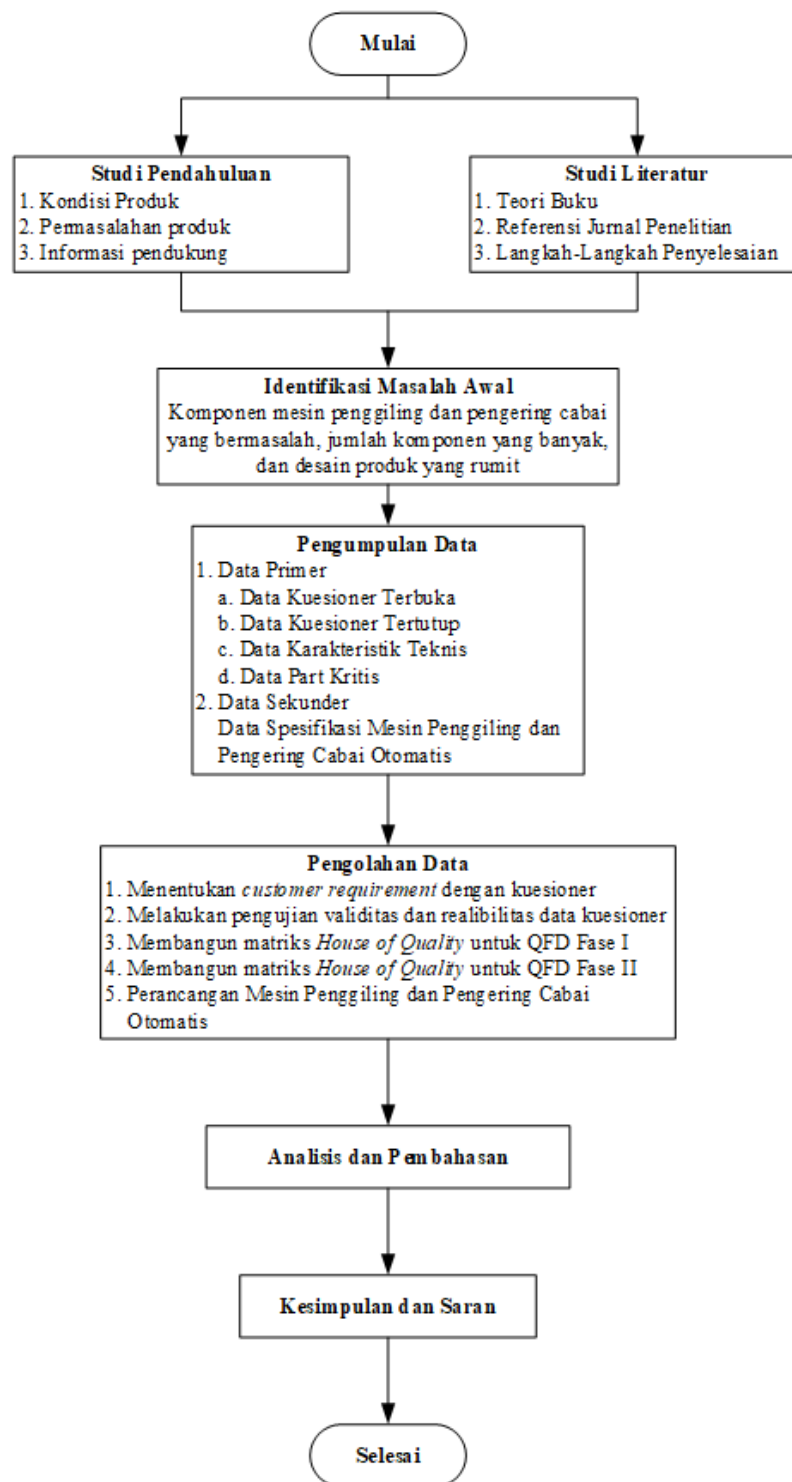 Mulai
Studi Pendahuluan
1. Kondisi Produk
2. Permasalahan produk
3. Informasi pendukung
Studi Literatur
1. Teori Buku
2. Referensi Jurnal Penelitian
3. Langkah-Langkah Penyelesaian
Identifikasi Masalah Awal
Komponen mesin penggiling dan pengering cabai
yang bermasalah, jumlah komponen yang banyak,
dan desain produk yang rumit
Pengumpulan Data
1. Data Primer
a. Data Kuesioner Terbuka
b. Data Kuesioner Tertutup
c. Data Karakteristik Teknis
d. Data Part Kritis
2. Data Sekunder
Data Spesifikasi Mesin Penggiling dan
Pengering Cabai Otomatis
Pengolahan Data
1. Menentukan customer requirement dengan kuesioner
2. Melakukan pengujian validitas dan realibilitas data kuesioner
3. Membangun matriks House of Quality untuk QFD Fase I
4. Membangun matriks House of Quality untuk QFD Fase II
5. Perancangan Mesin Penggiling dan Pengering Cabai
Otomatis
Analisis dan Pembahasan
Kesimpulan dan Saran
Selesai